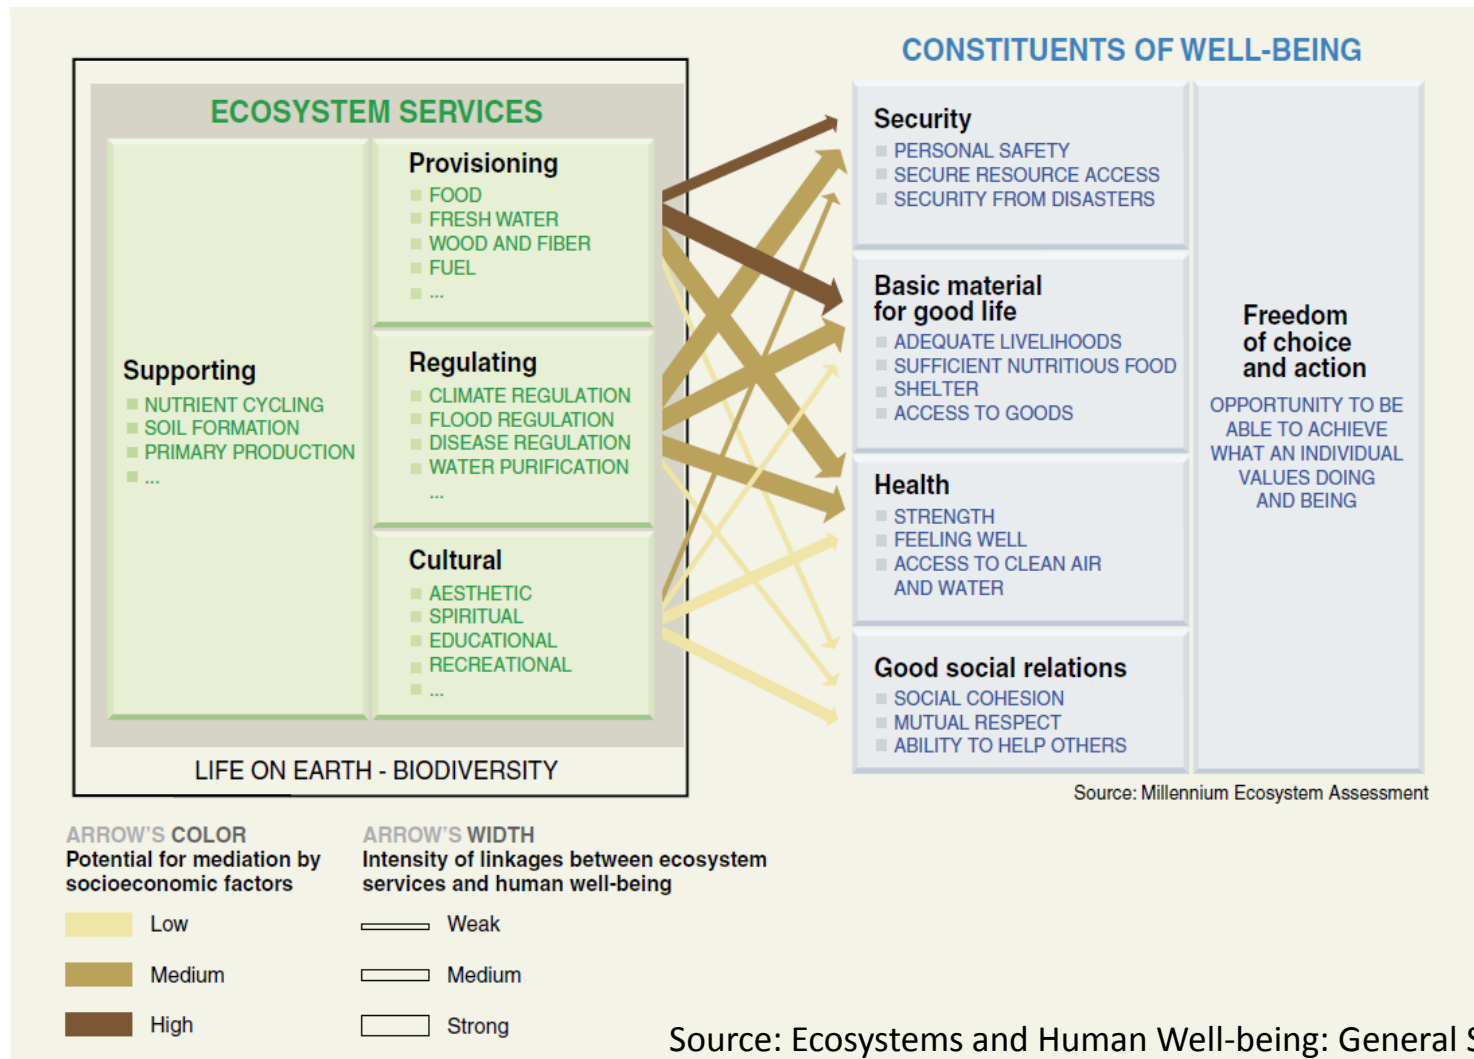 CONSTITUENTS OF WELL-BEING
ECOSYSTEM SERVICES
Supporting
NUTRIENT CYCLING
SOIL FORMATION
PRIMARY PRODUCTION
...
Provisioning
FOOD
FRESH WATER
WOOD AND FIBER
FUEL
...
Regulating
CLIMATE REGULATION
FLOOD REGULATION
DISEASE REGULATION
WATER PURIFICATION
...
Cultural
AESTHETIC
SPIRITUAL
EDUCATIONAL
RECREATIONAL
...
LIFE ON EARTH - BIODIVERSITY
Security
PERSONAL SAFETY
SECURE RESOURCE ACCESS
SECURITY FROM DISASTERS
Basic material
for good life
ADEQUATE LIVELIHOODS
SUFFICIENT NUTRITIOUS FOOD
SHELTER
ACCESS TO GOODS
Health
STRENGTH
FEELING WELL
ACCESS TO CLEAN AIR
AND WATER
Good social relations
SOCIAL COHESION
MUTUAL RESPECT
ABILITY TO HELP OTHERS
Freedom
of choice
and action
OPPORTUNITY TO BE
ABLE TO ACHIEVE
WHAT AN INDIVIDUAL
VALUES DOING
AND BEING
Source: Millennium Ecosystem Assessment
ARROW'S COLOR
Potential for mediation by
socioeconomic factors
Low
Medium
High
ARROW'S WIDTH
Intensity of linkages between ecosystem
services and human well-being
Weak
Medium
Strong
Source: Ecosystems and Human Well-being: General S